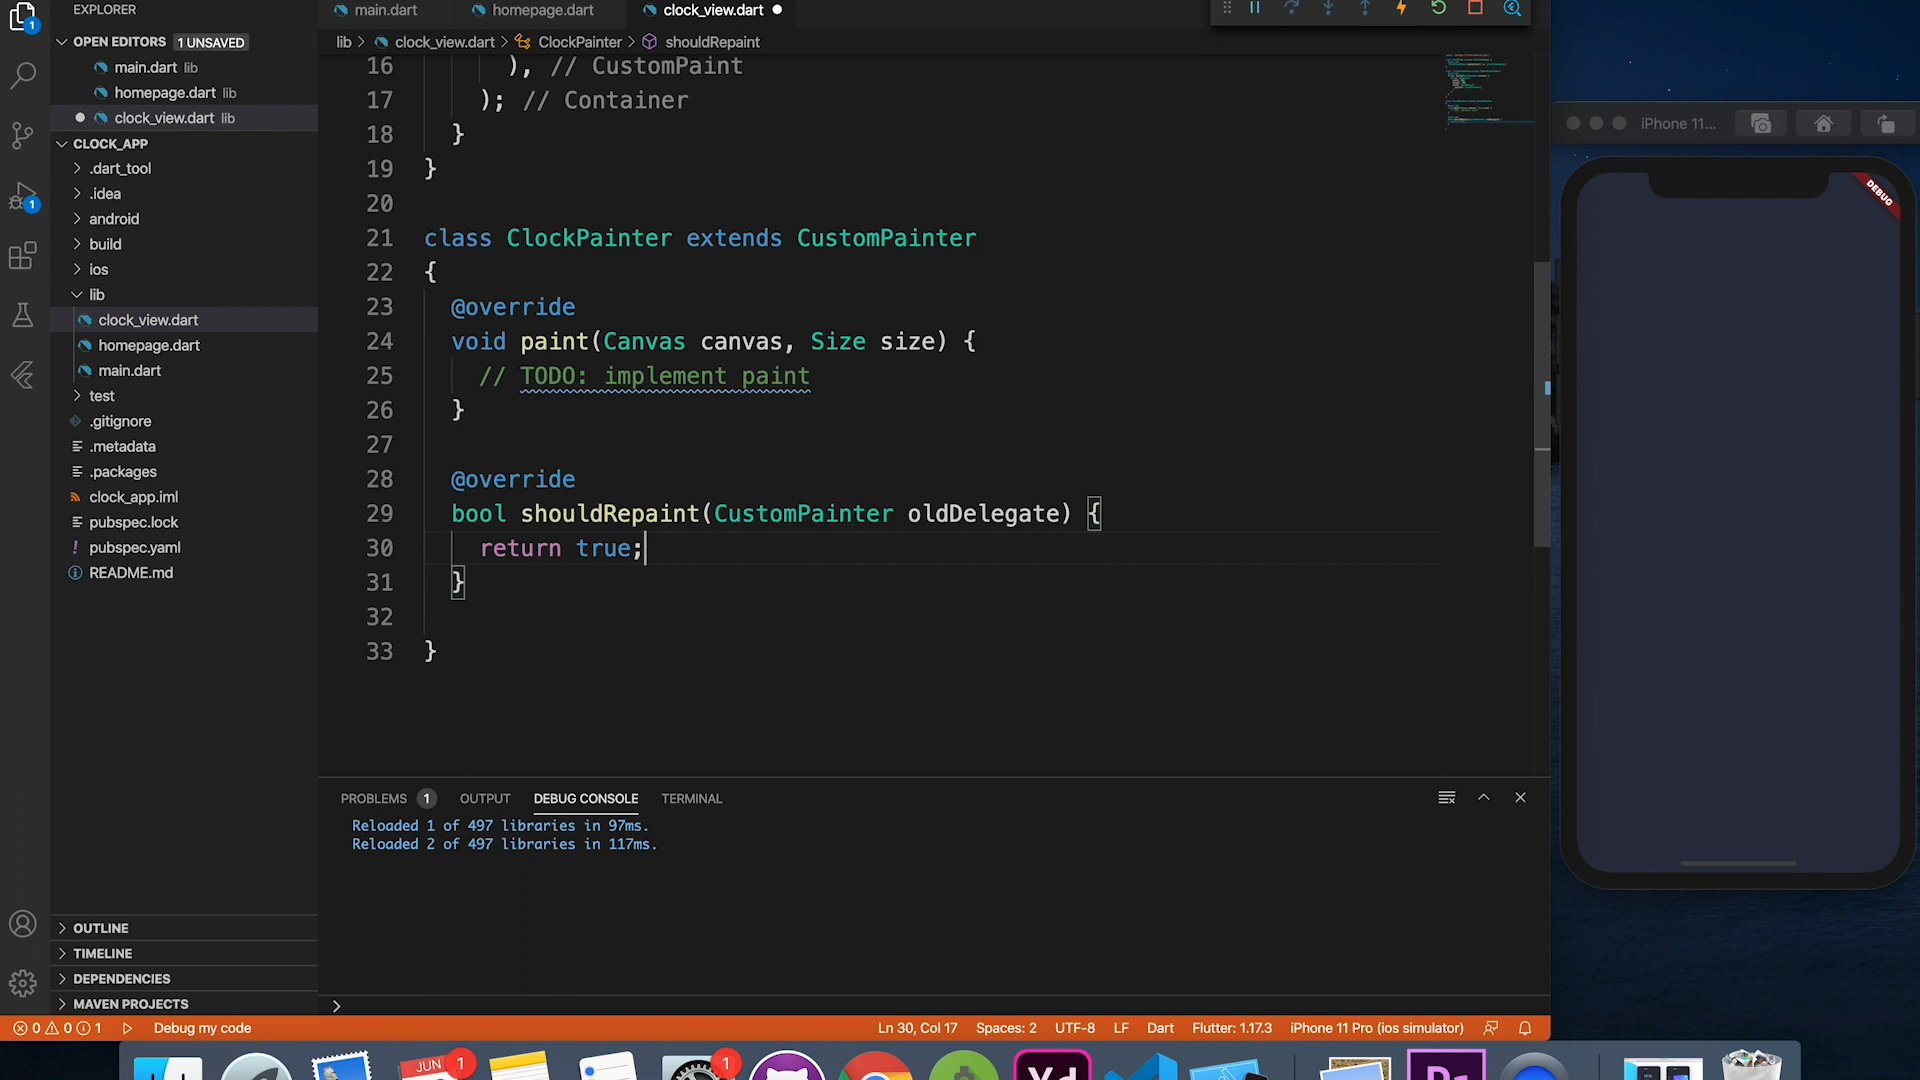 EXPLORER
OPEN EDITORS 1 UNSAVED
main.dart lib
homepage.dart lib
clock_view.dart lib
CLOCK_APP
.dart_tool
.idea
android
build
ios
lib
clock_view.dart
homepage.dart
main.dart
test
.gitignore
.metadata
.packages
clock_app.iml
pubspec.lock
pubspec.yaml
README.md
OUTLINE
TIMELINE
DEPENDENCIES
MAVEN PROJECTS
1
1
main.dart
homepage.dart
clock_view.dart
lib > clock_view.dart > ClockPainter > shouldRepaint
16 ), // CustomPaint
17 ); // Container
18 }
19 }
20
21 class ClockPainter extends CustomPainter
22 {
23 @override
24 void paint(Canvas canvas, Size size) {
25 // TODO: implement paint
26 }
27
28 @override
29 bool shouldRepaint(CustomPainter oldDelegate) {
30 return true;
31 }
32
33 }
PROBLEMS 1 OUTPUT DEBUG CONSOLE TERMINAL
Reloaded 1 of 497 libraries in 97ms.
Reloaded 2 of 497 libraries in 117ms.
>
0 0 1 Debug my code Ln 30, Col 17 Spaces: 2 UTF-8 LF Dart Flutter: 1.17.3 iPhone 11 Pro (ios simulator)
iPhone 11...
DEBUG
JUN 1
1
Xd
Pr